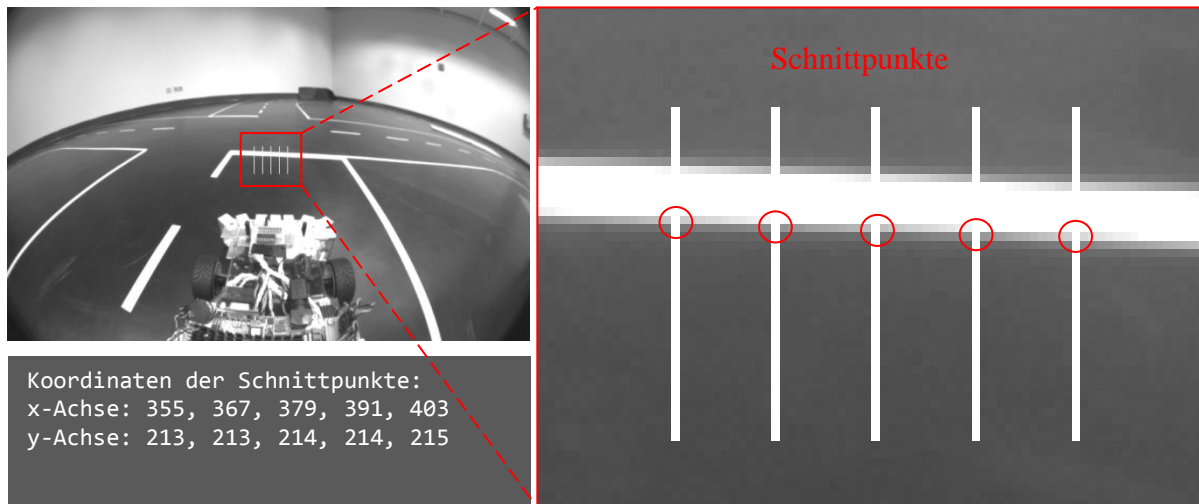 Schnittpunkte
Koordinaten der Schnittpunkte:
x-Achse: 355, 367, 379, 391, 403
y-Achse: 213, 213, 214, 214, 215